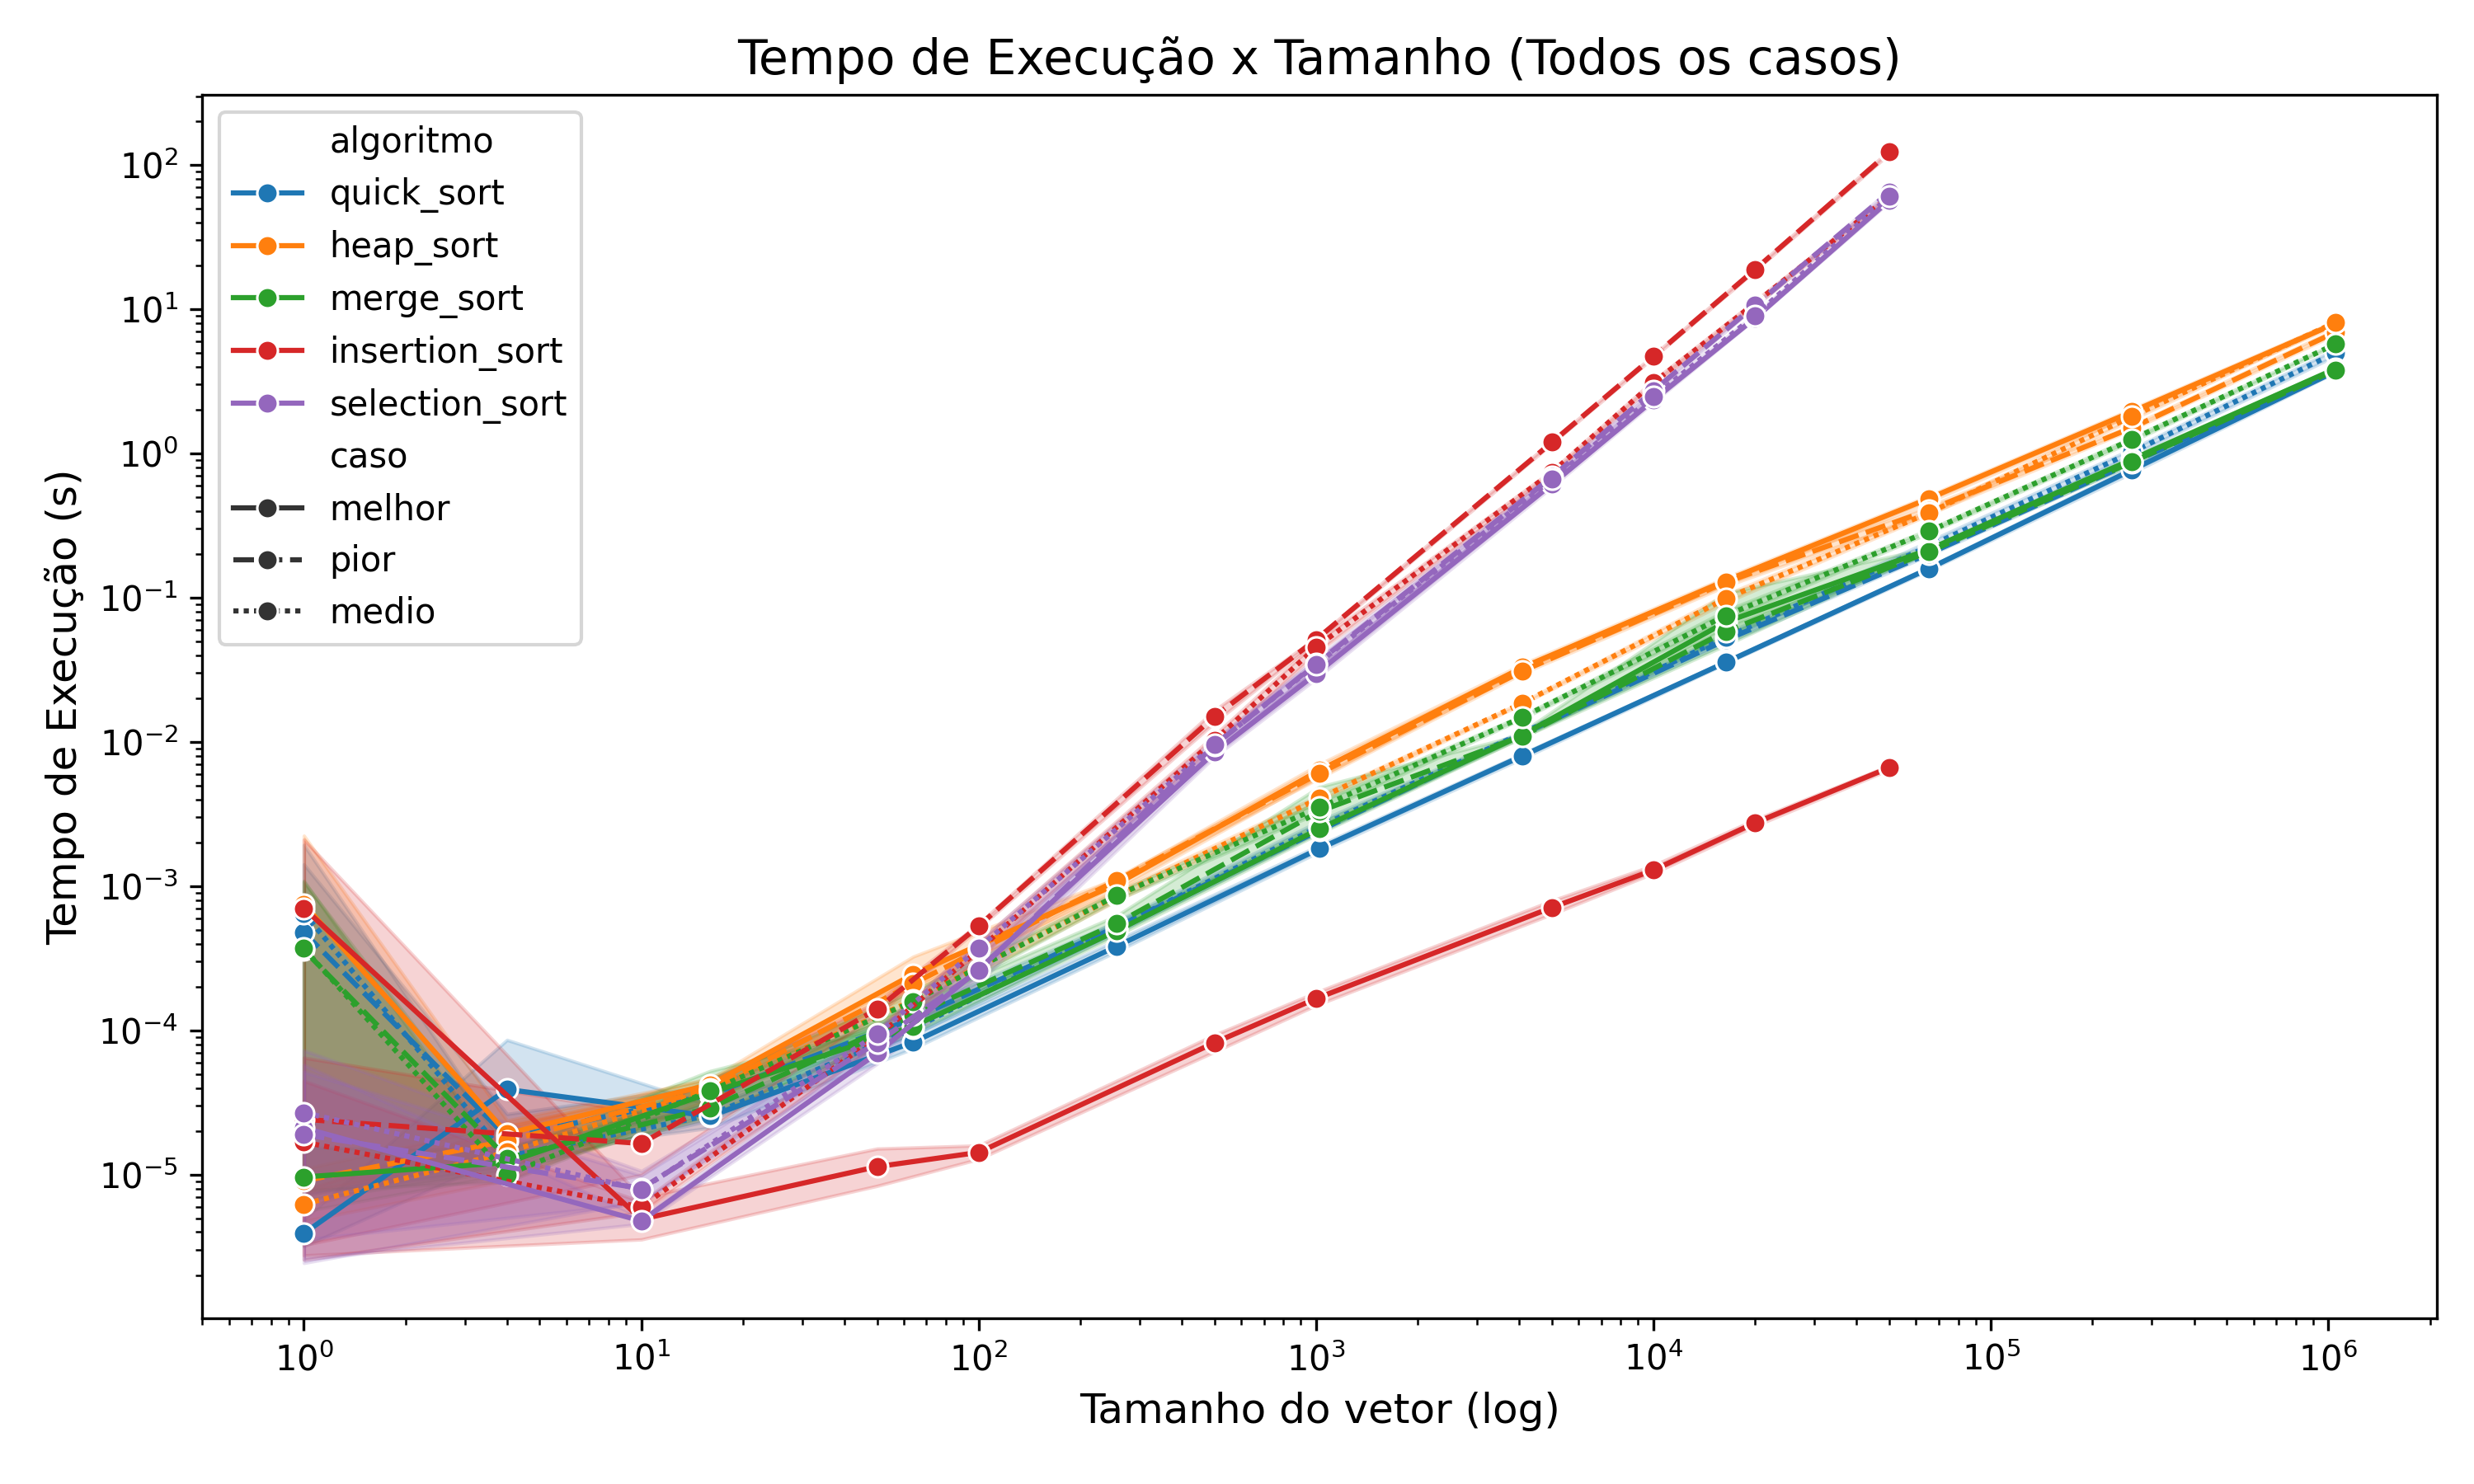 Tempo de Execução x Tamanho (Todos os casos)
algoritmo
quick_sort
heap_sort
merge_sort
insertion_sort
selection_sort
caso
melhor
pior
medio
Tempo de Execução (s)
10²
10¹
10⁰
10⁻¹
10⁻²
10⁻³
10⁻⁴
10⁻⁵
10⁰ 10¹ 10² 10³ 10⁴ 10⁵ 10⁶
Tamanho do vetor (log)